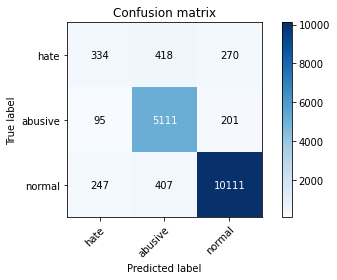 Confusion matrix
True label
hate
334
418
270
abusive
95
5111
201
normal
247
407
10111
hate
abusive
normal
Predicted label
10000
8000
6000
4000
2000